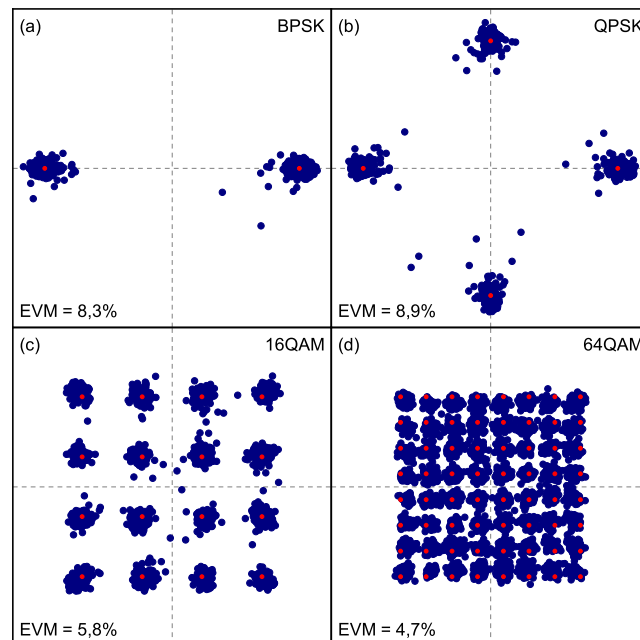 (a) BPSK
EVM = 8,3%
(b) QPSK
EVM = 8,9%
(c) 16QAM
EVM = 5,8%
(d) 64QAM
EVM = 4,7%